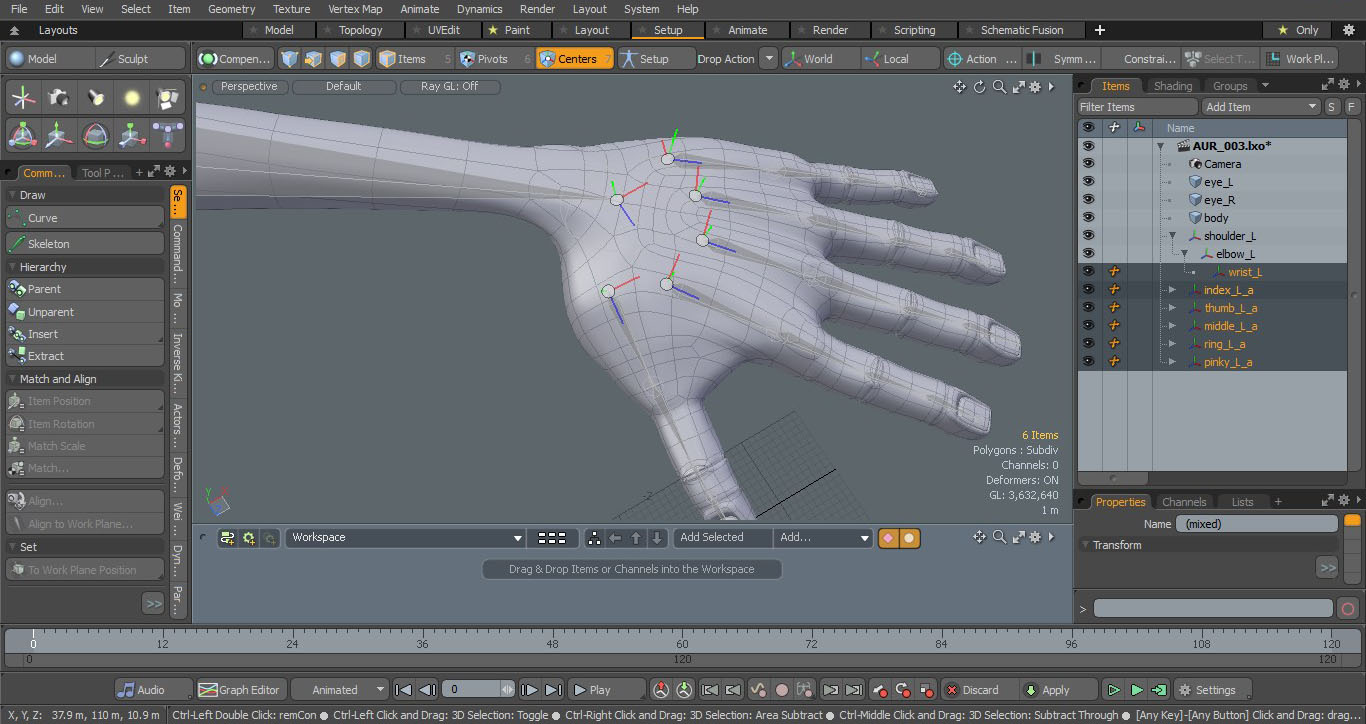 File Edit View Select Item Geometry Texture Vertex Map Animate Dynamics Render Layout System Help
Layouts Model Topology UVEdit Paint Layout Setup Animate Render Scripting Schematic Fusion + Only
Model Sculpt Compen... Items 5 Pivots 6 Centers 7 Setup Drop Action World Local Action ... Symm ... Constrai... Select T... Work Pl...
Perspective Default Ray GL: Off
Items Shading Groups
Filter Items Add Item S F
Name
AUR_003.lxo*
Camera
eye_L
eye_R
body
shoulder_L
elbow_L
wrist_L
index_L_a
thumb_L_a
middle_L_a
ring_L_a
pinky_L_a
Comm... Tool P...
Draw
Curve
Skeleton
Hierarchy
Parent
Unparent
Insert
Extract
Match and Align
Item Position
Item Rotation
Match Scale
Match...
Align...
Align to Work Plane...
Set
To Work Plane Position
>>
Se ...
Command...
Mo ...
Inverse Ki...
Actors ...
Defo...
Wei ...
Dyn...
Par ...
6 Items
Polygons : Subdiv
Channels: 0
Deformers: ON
GL: 3,632,640
1 m
Y
-Z
Properties Channels Lists +
Name (mixed)
Transform
>>
>
Workspace Add Selected Add...
Drag & Drop Items or Channels into the Workspace
0 12 24 36 48 60 72 84 96 108 120
0 120 120
Audio Graph Editor Animated 0 Play Discard Apply Settings
X, Y, Z: 37.9 m, 110 m, 10.9 m Ctrl-Left Double Click: remCon ● Ctrl-Left Click and Drag: 3D Selection: Toggle ● Ctrl-Right Click and Drag: 3D Selection: Area Subtract ● Ctrl-Middle Click and Drag: 3D Selection: Subtract Through ● [Any Key]-[Any Button] Click and Drag: drag...